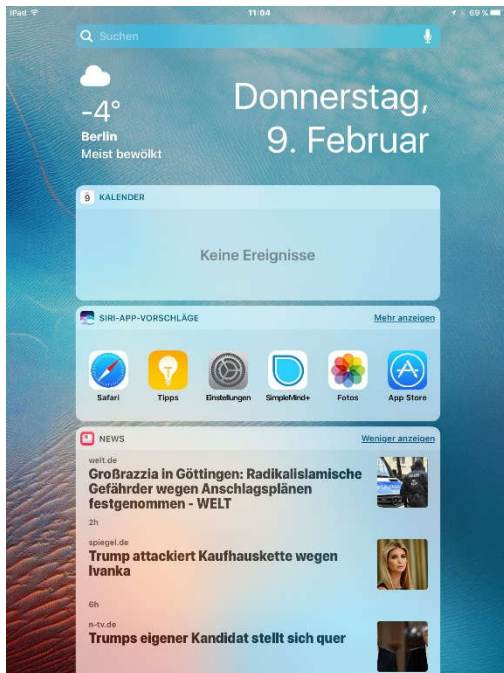 iPad 11:04 69 %
Suchen
-4°
Berlin
Meist bewölkt
Donnerstag,
9. Februar
9 KALENDER
Keine Ereignisse
SIRI-APP-VORSCHLÄGE Mehr anzeigen
Safari Tipps Einstellungen SimpleMind+ Fotos App Store
NEWS Weniger anzeigen
welt.de
Großrazzia in Göttingen: Radikalislamische
Gefährder wegen Anschlagsplänen
festgenommen - WELT
2h
spiegel.de
Trump attackiert Kaufhauskette wegen
Ivanka
6h
n-tv.de
Trumps eigener Kandidat stellt sich quer